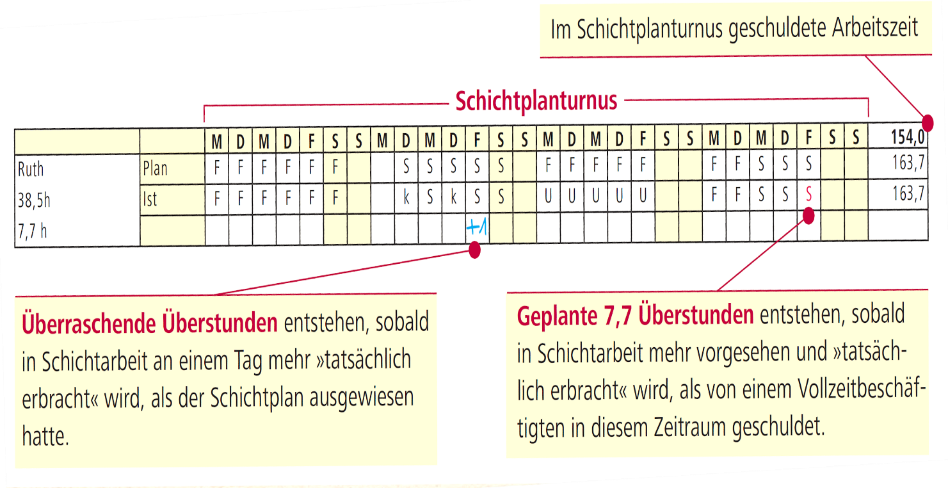 Im Schichtplanturnus geschuldete Arbeitszeit
Schichtplanturnus
M D M D F S S M D M D F S S M D M D F S S M D M D F S S 154,0
Ruth Plan F F F F F F S S S S S F F F F F F F S S S 163,7
38,5h Ist F F F F F F k S k S S U U U U U F F S S S 163,7
7,7 h +1
Überraschende Überstunden entstehen, sobald
in Schichtarbeit an einem Tag mehr »tatsächlich
erbracht« wird, als der Schichtplan ausgewiesen
hatte.
Geplante 7,7 Überstunden entstehen, sobald
in Schichtarbeit mehr vorgesehen und »tatsäch-
lich erbracht« wird, als von einem Vollzeitbeschäf-
tigten in diesem Zeitraum geschuldet.